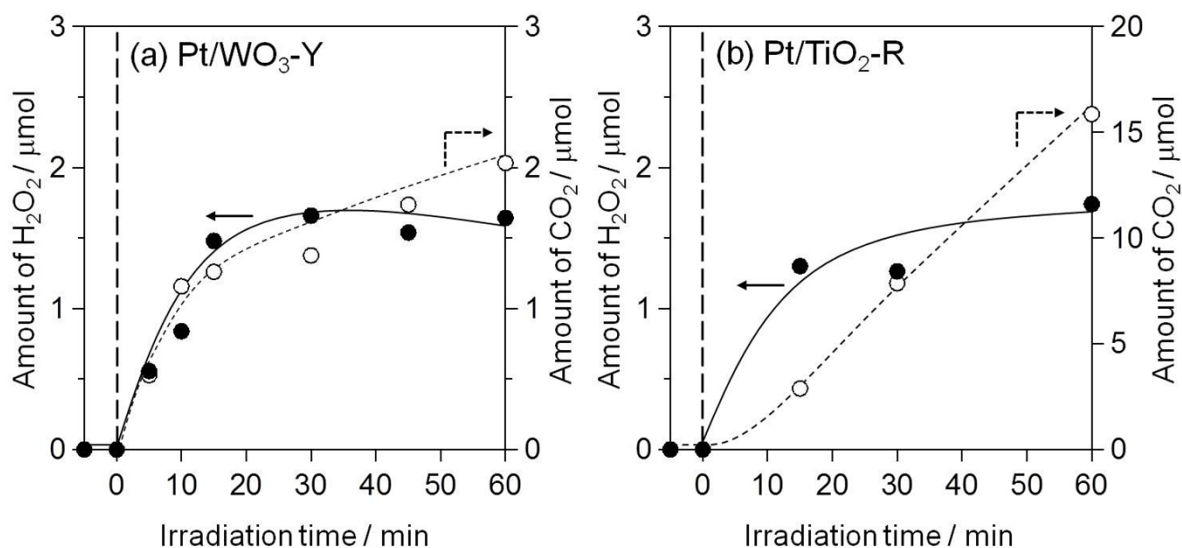 (a) Pt/WO₃-Y
Amount of H₂O₂ / μmol
3
2
1
0
Amount of CO₂ / μmol
3
2
1
0
0 10 20 30 40 50 60
Irradiation time / min
(b) Pt/TiO₂-R
Amount of H₂O₂ / μmol
3
2
1
0
Amount of CO₂ / μmol
20
15
10
5
0
0 10 20 30 40 50 60
Irradiation time / min